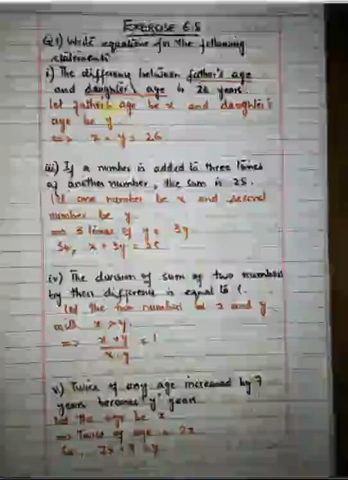 EXERCISE 6.5
Q1) Write equations for the following
statements
i) The difference between father's age
and daughter's age is 26 years.
let father's age be x and daughter's
age be y
=> x - y = 26
iii) If a number is added to three times
of another number, the sum is 25.
let one number be x and second
number be y
=> 3 times of y = 3y
So, x + 3y = 25
iv) The division of sum of two numbers
by their difference is equal to 1.
let the two numbers be x and y
with x > y.
=> x + y / x - y = 1
v) Twice of any age increased by 7
years becomes 'y' years
let the age be x
=> Twice of age = 2x
So, 2x + 7 = y